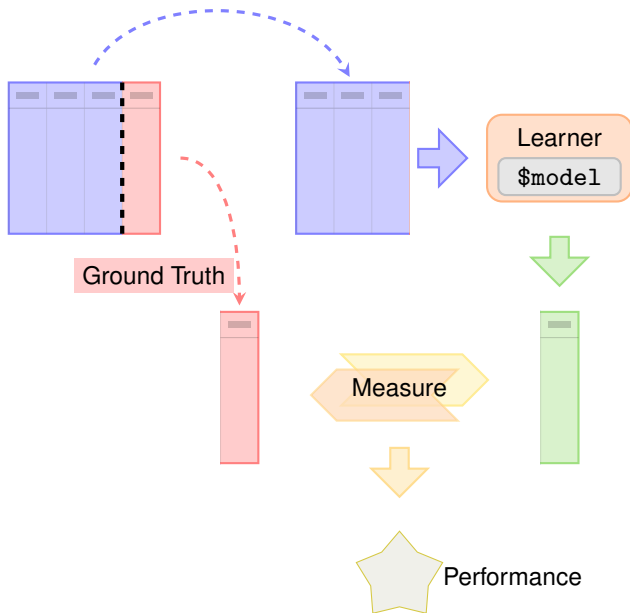 Learner
$model
Ground Truth
Measure
Performance